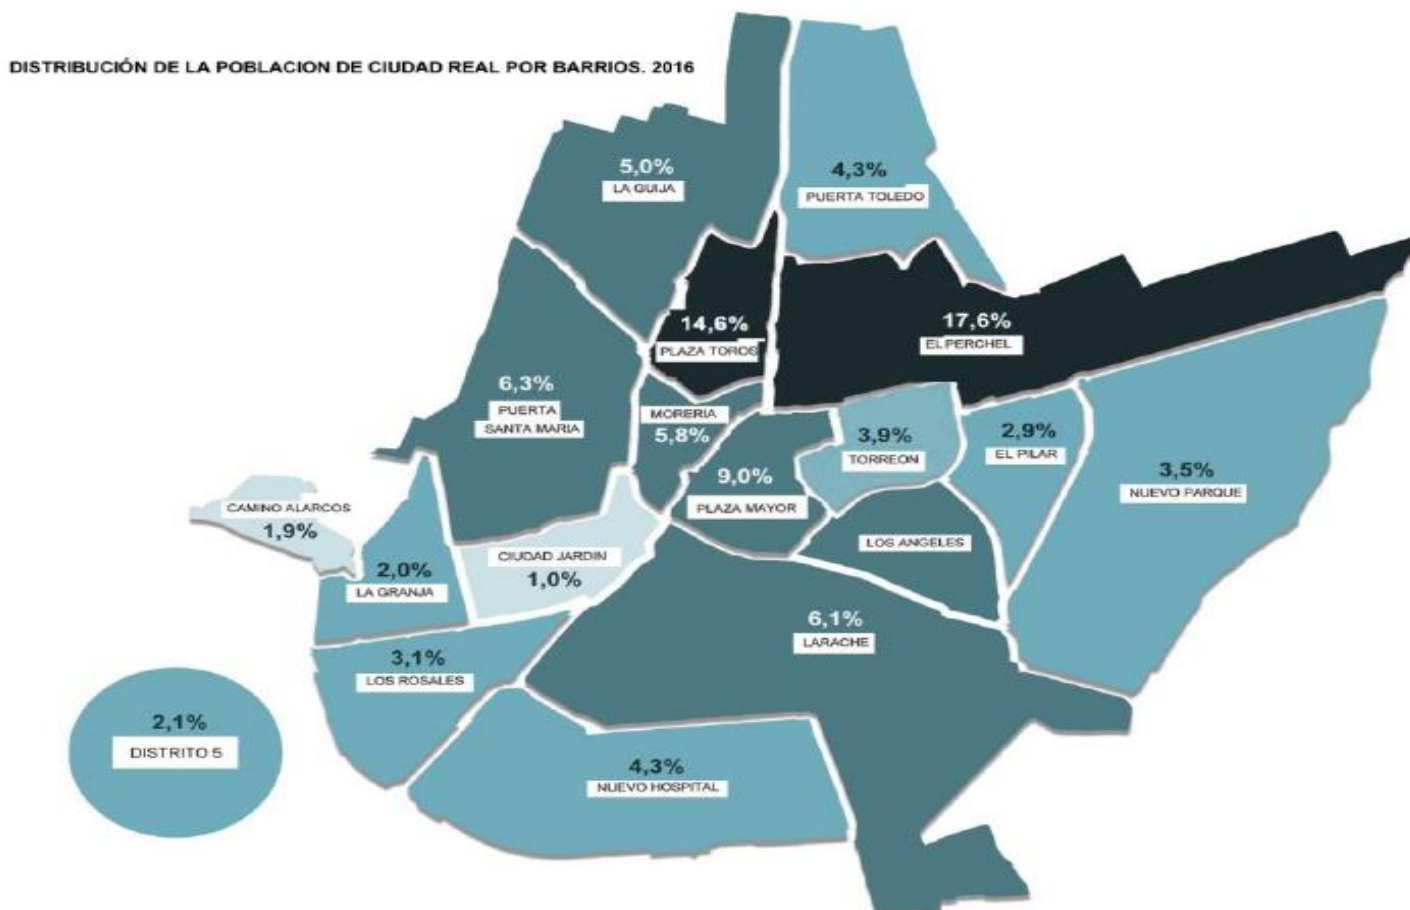 DISTRIBUCIÓN DE LA POBLACION DE CIUDAD REAL POR BARRIOS. 2016
5,0%
LA GUIJA
4,3%
PUERTA TOLEDO
14,6%
PLAZA TOROS
17,6%
EL PERCHEL
6,3%
PUERTA
SANTA MARIA
MORERIA
5,8%
9,0%
PLAZA MAYOR
3,9%
TORREON
2,9%
EL PILAR
3,5%
NUEVO PARQUE
CAMINO ALARCOS
1,9%
2,0%
LA GRANJA
CIUDAD JARDIN
1,0%
LOS ANGELES
6,1%
LARACHE
3,1%
LOS ROSALES
2,1%
DISTRITO 5
4,3%
NUEVO HOSPITAL